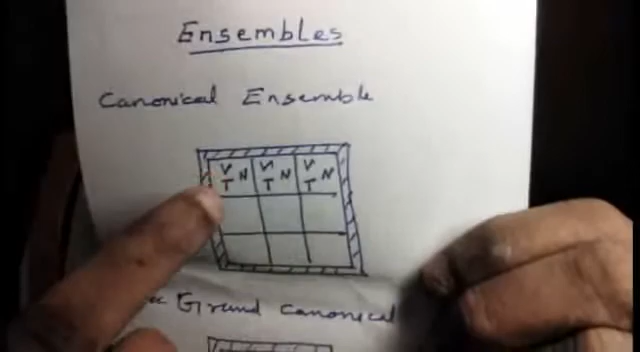 Ensembles
Canonical Ensemble
V N V N V N
T T T
Grand canonical